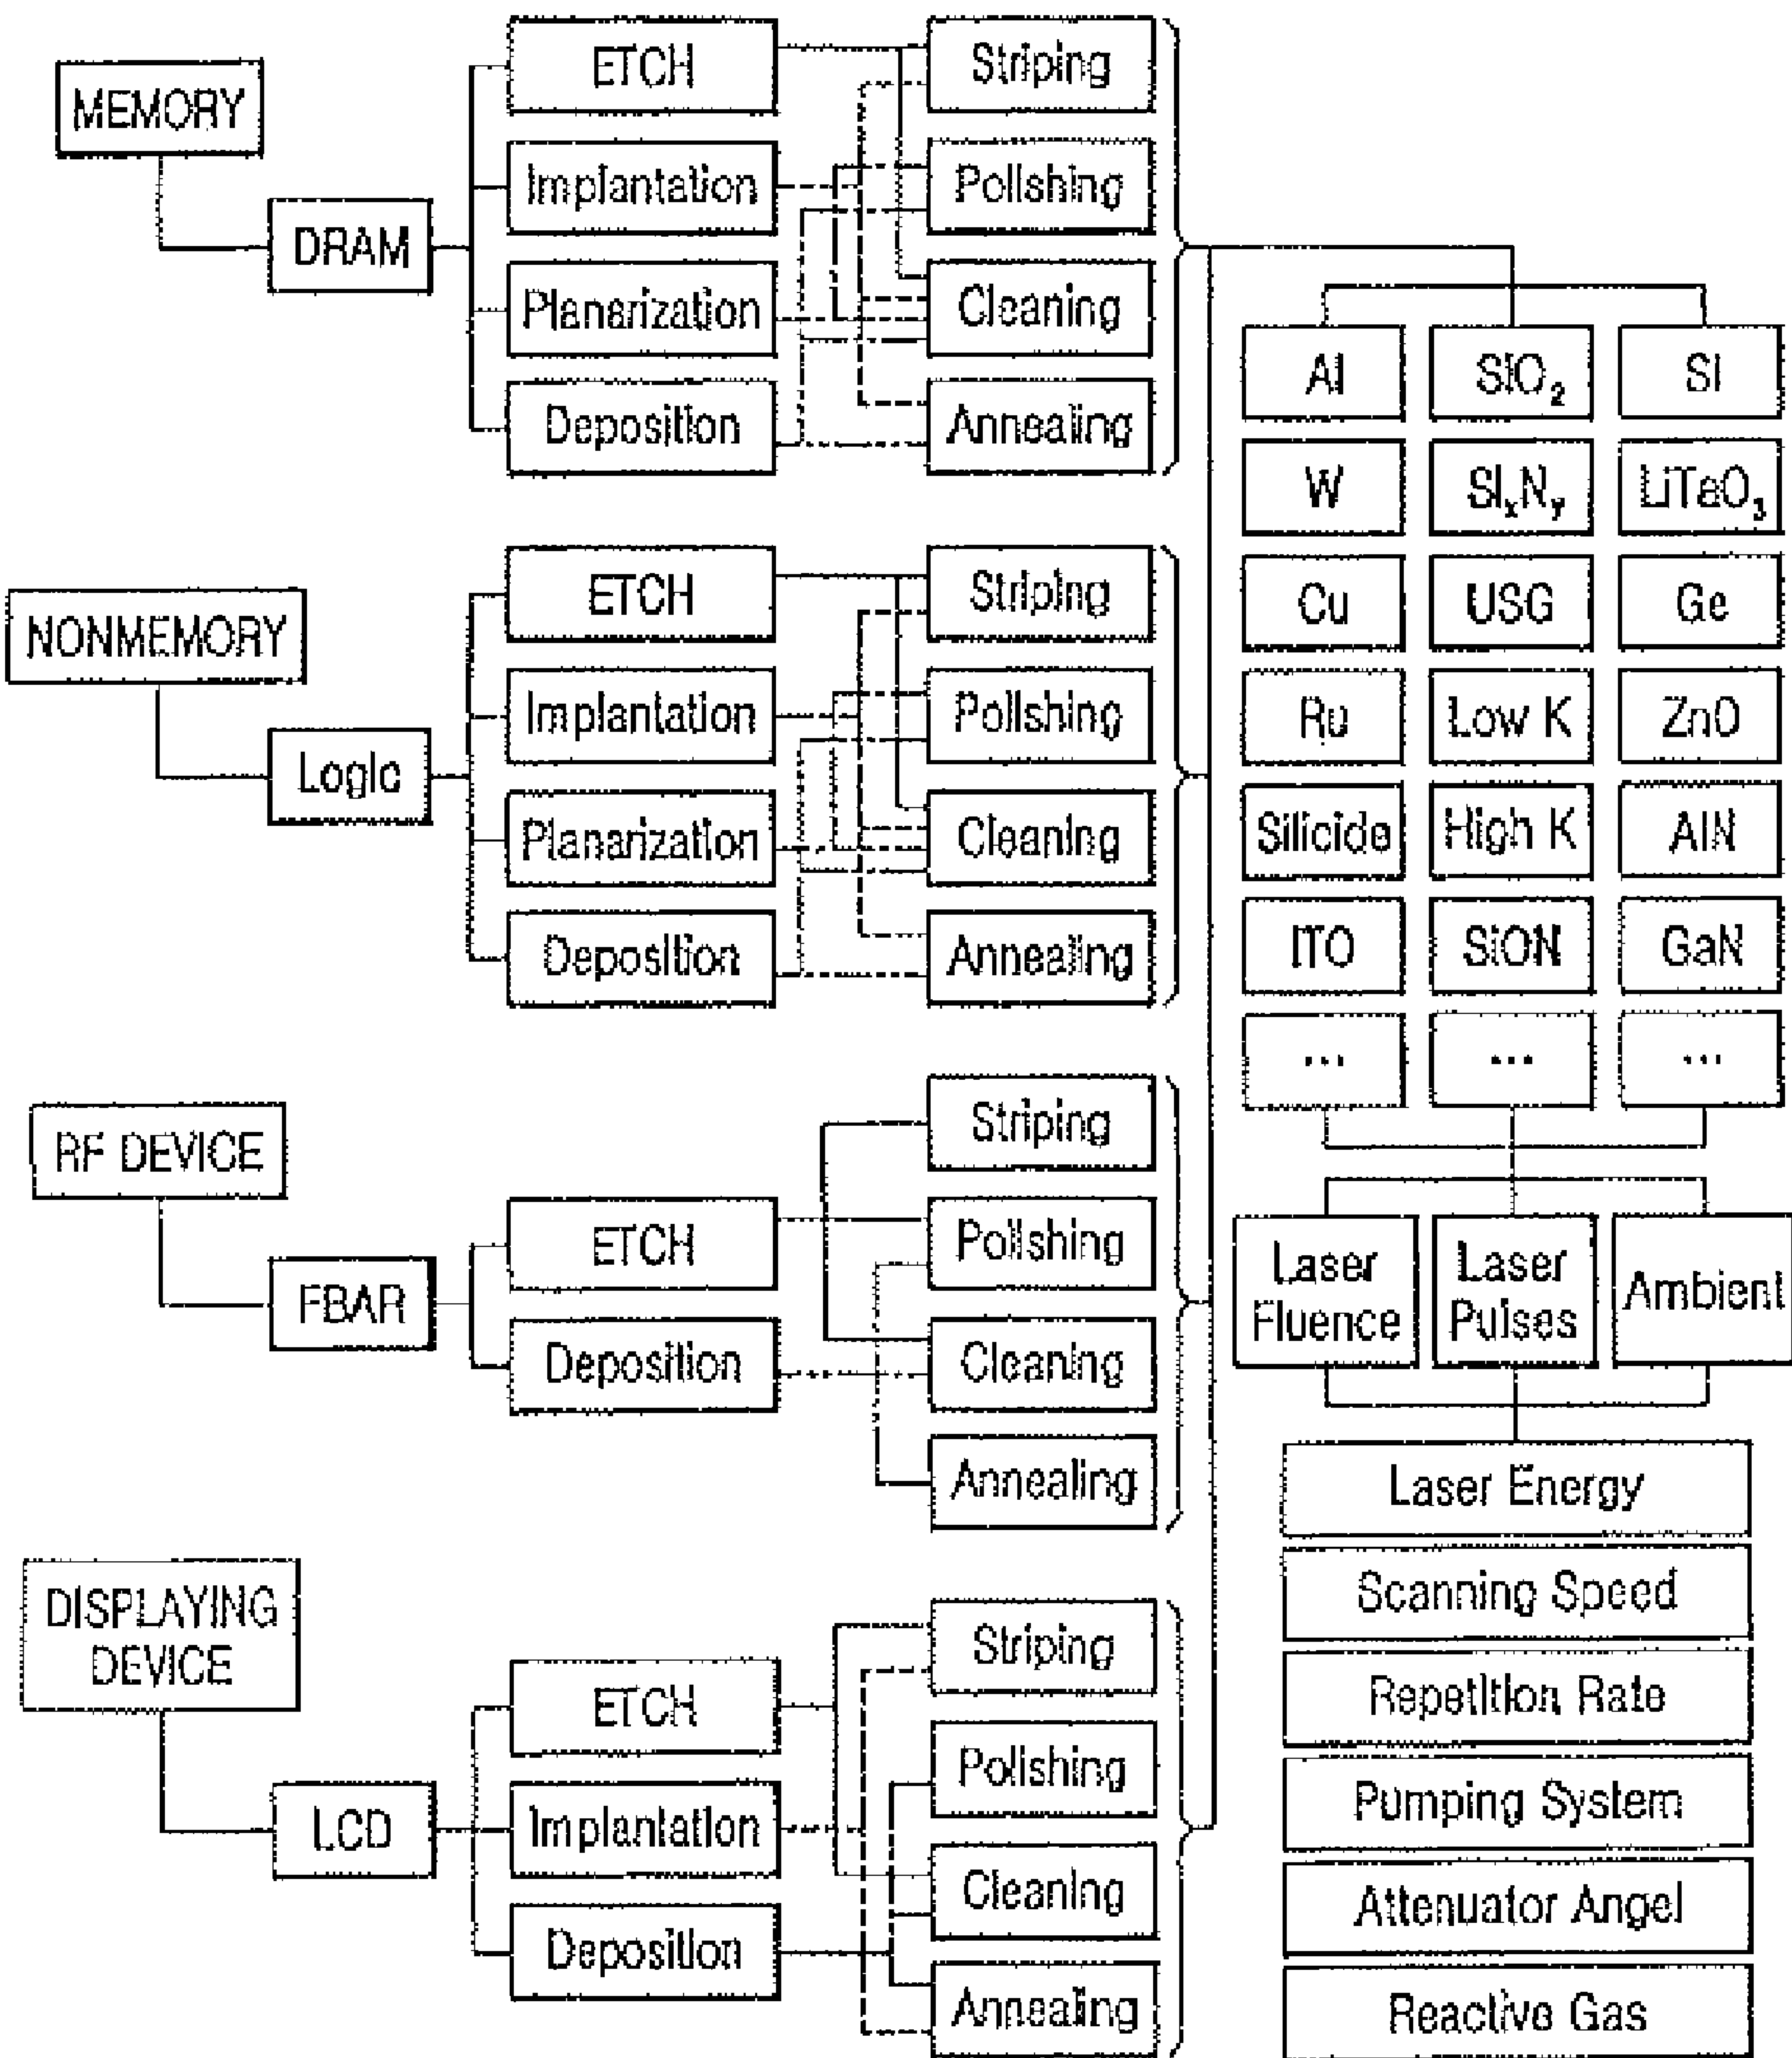 MEMORY
DRAM
ETCH
Implantation
Planarization
Deposition
Striping
Polishing
Cleaning
Annealing
NONMEMORY
Logic
ETCH
Implantation
Planarization
Deposition
Striping
Polishing
Cleaning
Annealing
RF DEVICE
FBAR
ETCH
Deposition
Striping
Polishing
Cleaning
Annealing
DISPLAYING
DEVICE
LCD
ETCH
Implantation
Deposition
Striping
Polishing
Cleaning
Annealing
Al
SiO₂
Si
W
SiₓNᵧ
LiTaO₃
Cu
USG
Ge
Ru
Low K
ZnO
Silicide
High K
AlN
ITO
SiON
GaN
...
...
...
Laser
Fluence
Laser
Pulses
Ambient
Laser Energy
Scanning Speed
Repetition Rate
Pumping System
Attenuator Angel
Reactive Gas